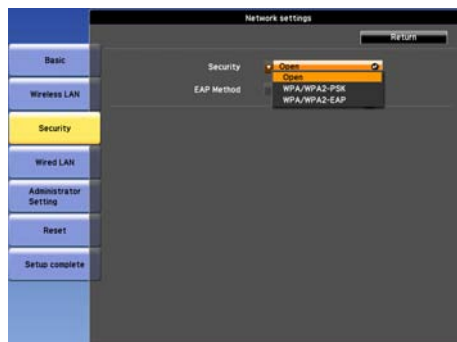 Network settings
Return
Basic
Wireless LAN
Security
Wired LAN
Administrator
Setting
Reset
Setup complete
Security
Open
Open
WPA/WPA2-PSK
WPA/WPA2-EAP
EAP Method